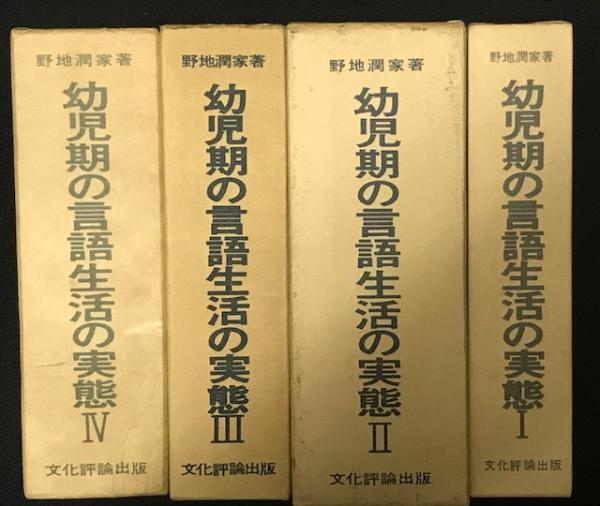 野地潤家著
幼児期の言語生活の実態 I
文化評論出版
野地潤家著
幼児期の言語生活の実態 II
文化評論出版
野地潤家著
幼児期の言語生活の実態 III
文化評論出版
野地潤家著
幼児期の言語生活の実態 IV
文化評論出版